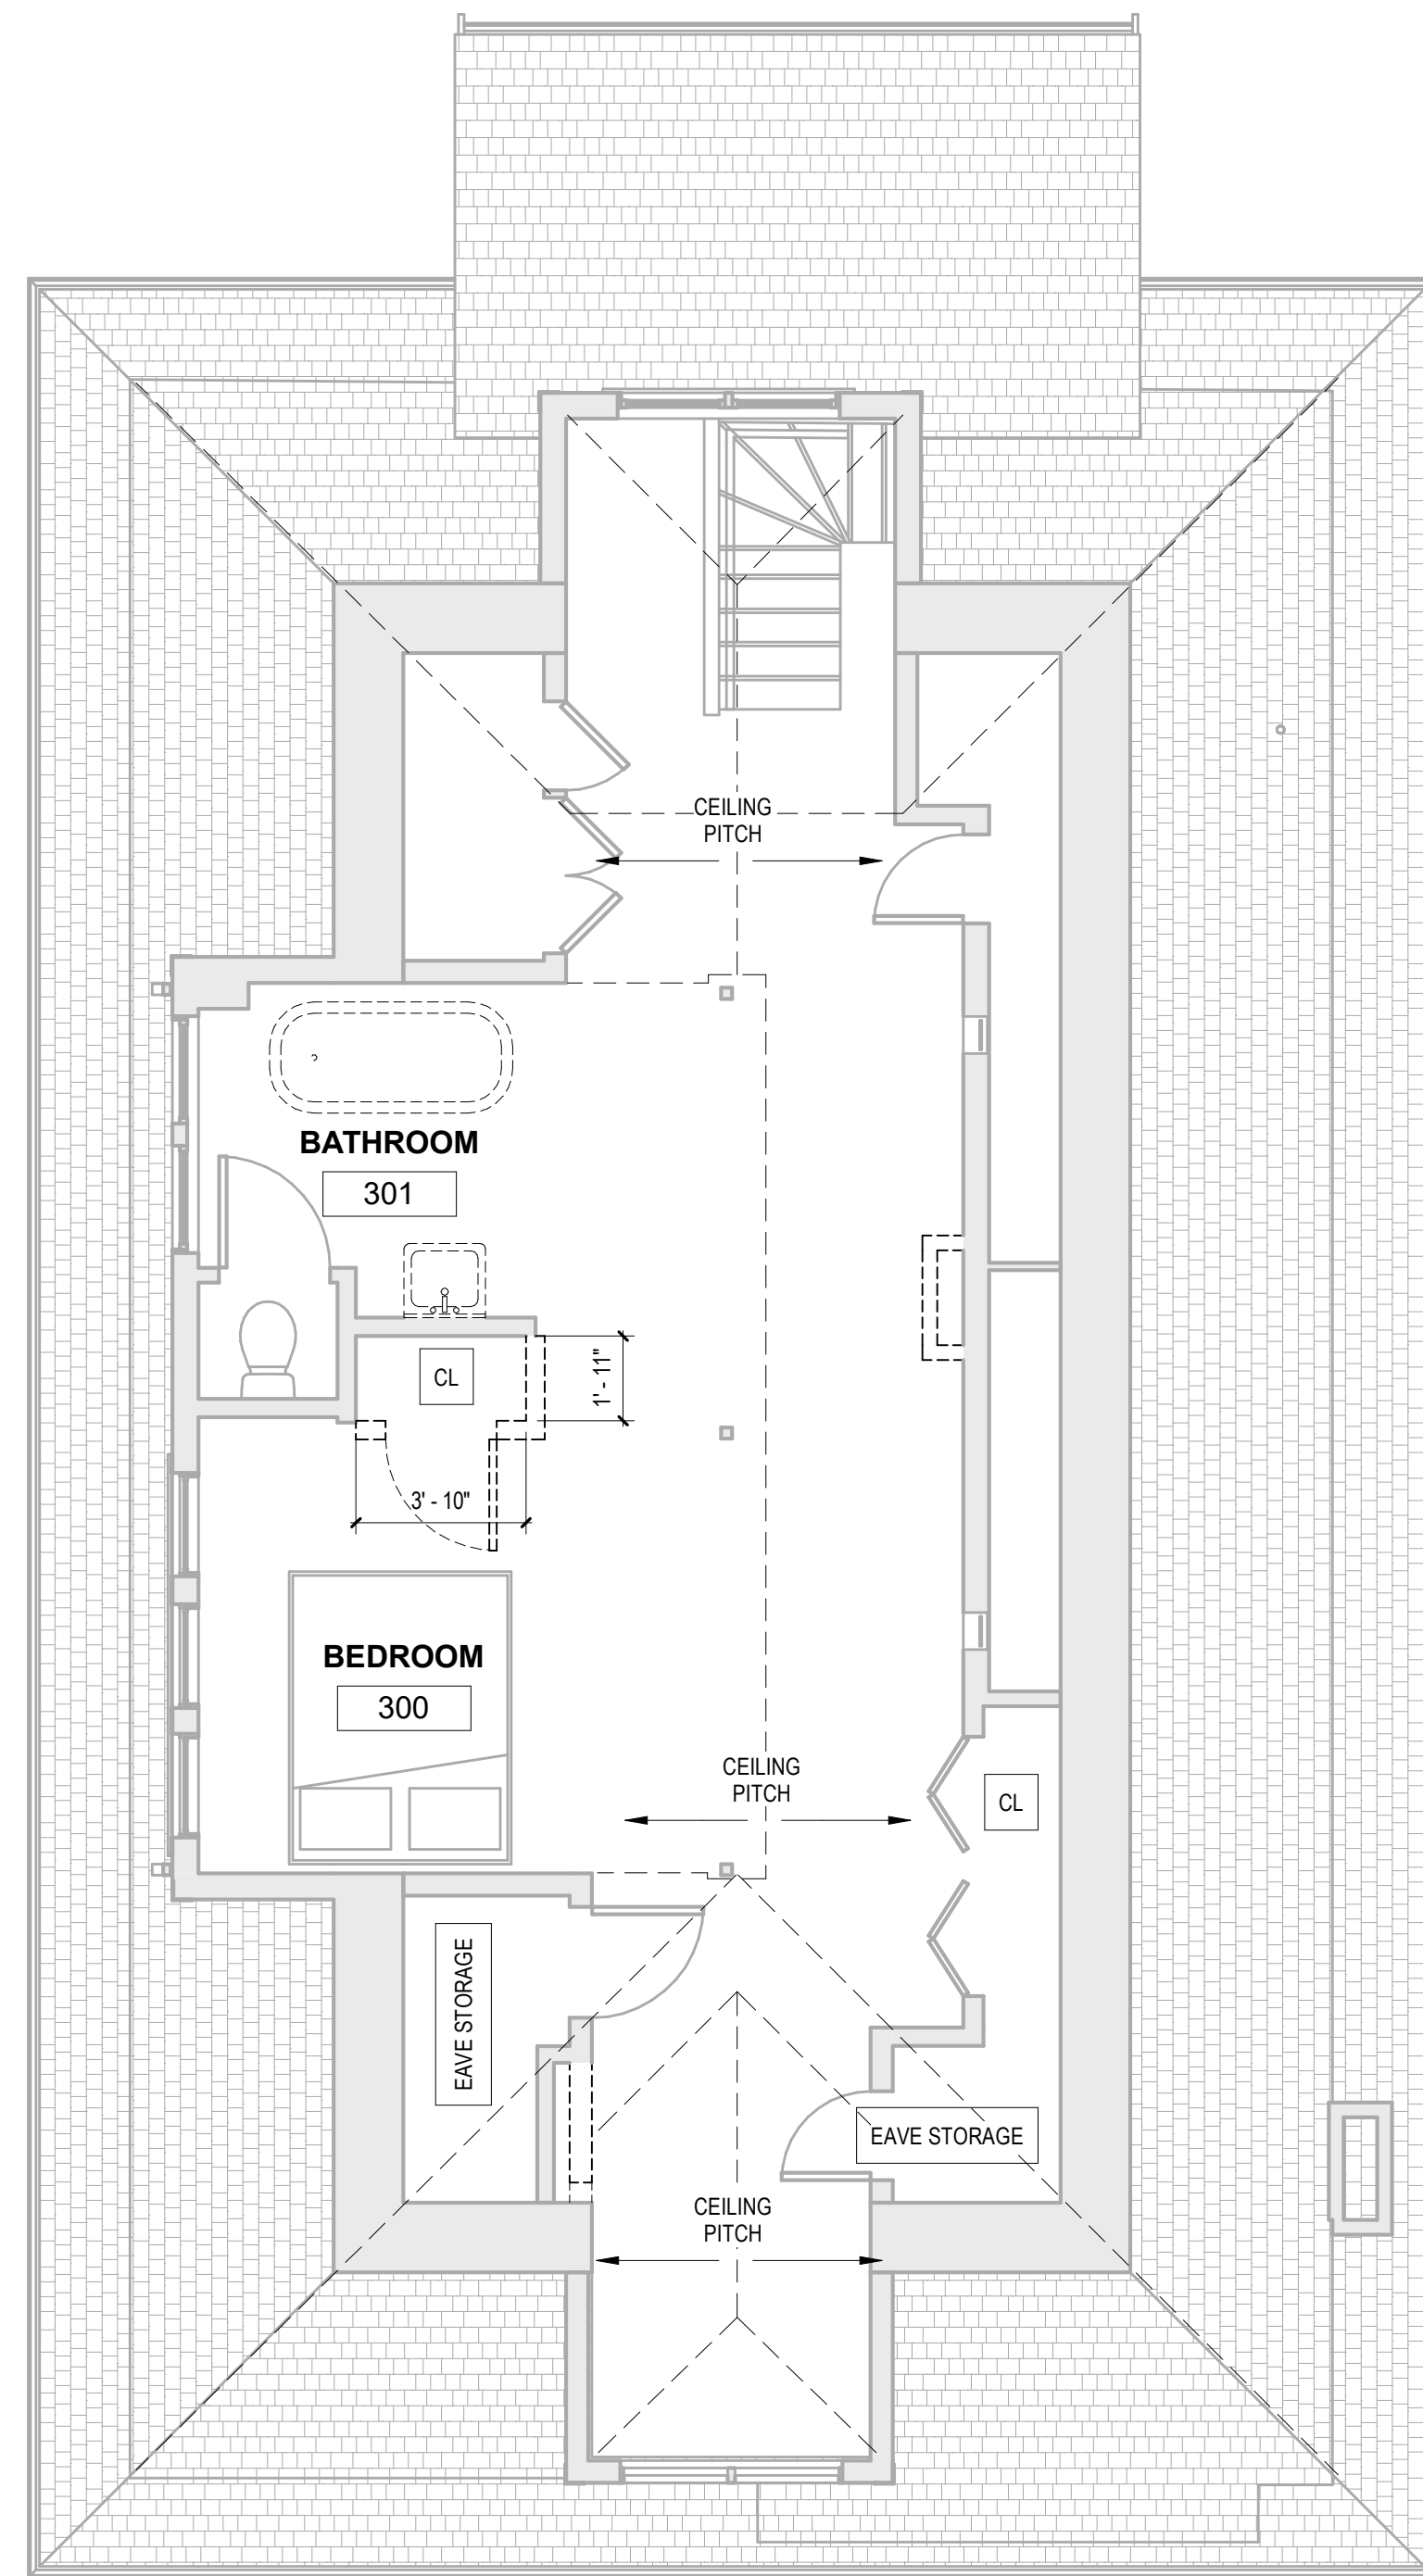 CEILING
PITCH
BATHROOM
301
CL
1' - 11"
3' - 10"
BEDROOM
300
CEILING
PITCH
CL
EAVE STORAGE
EAVE STORAGE
CEILING
PITCH